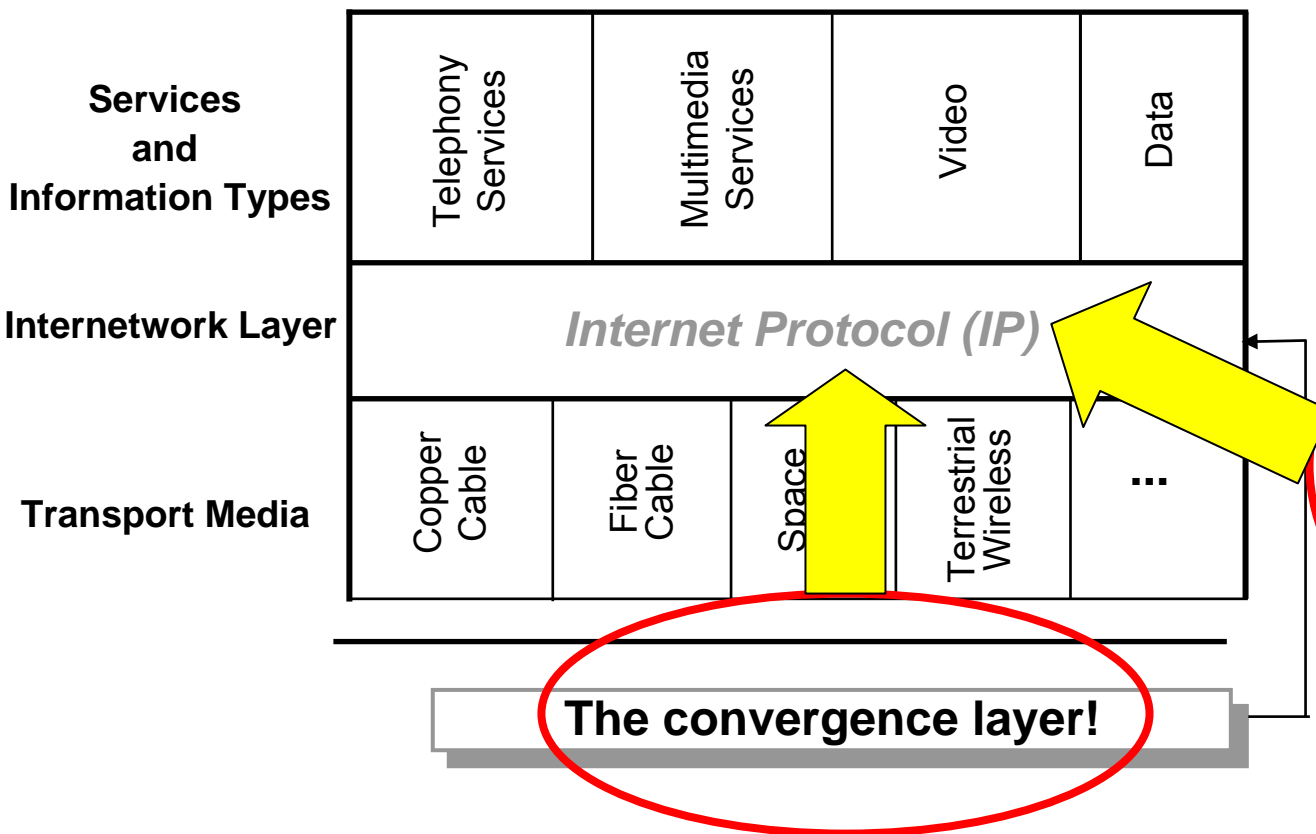 Services
and
Information Types
Telephony
Services
Multimedia
Services
Video
Data
Internetwork Layer
Internet Protocol (IP)
Transport Media
Copper
Cable
Fiber
Cable
Space
Terrestrial
Wireless
...
The convergence layer!